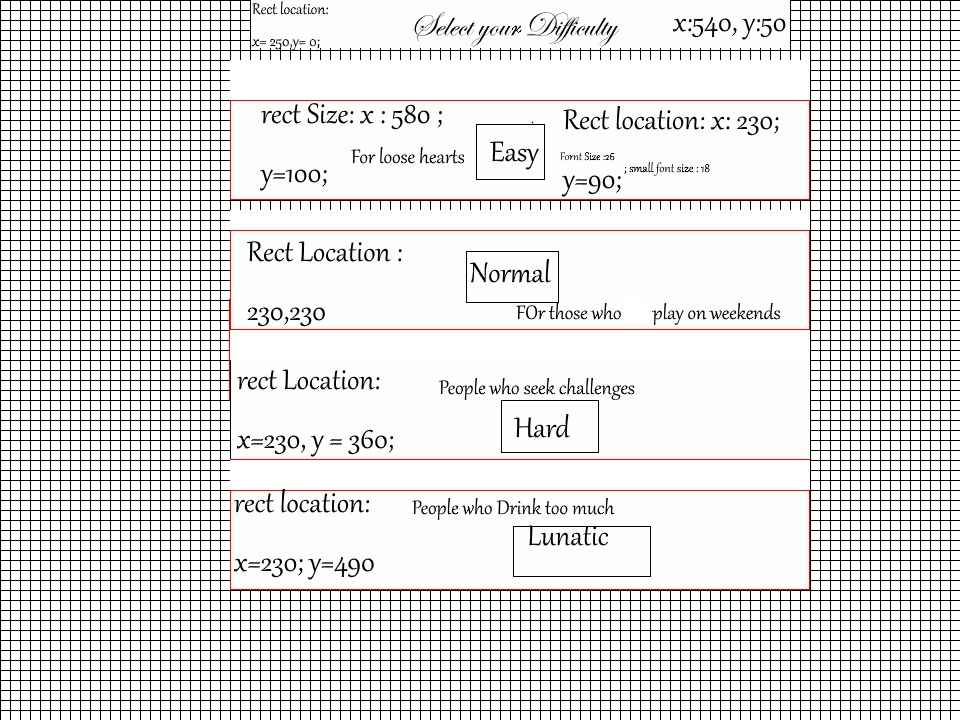 Rect location:
x= 250,y= 0;
Select your Difficulty
x:540, y:50
rect Size: x : 580 ;
y=100;
For loose hearts
Easy
Rect location: x: 230;
Fornt Size :26
y=90;
; small font size : 18
Rect Location :
230,230
Normal
FOr those who play on weekends
rect Location:
x=230, y = 360;
People who seek challenges
Hard
rect location:
x=230; y=490
People who Drink too much
Lunatic